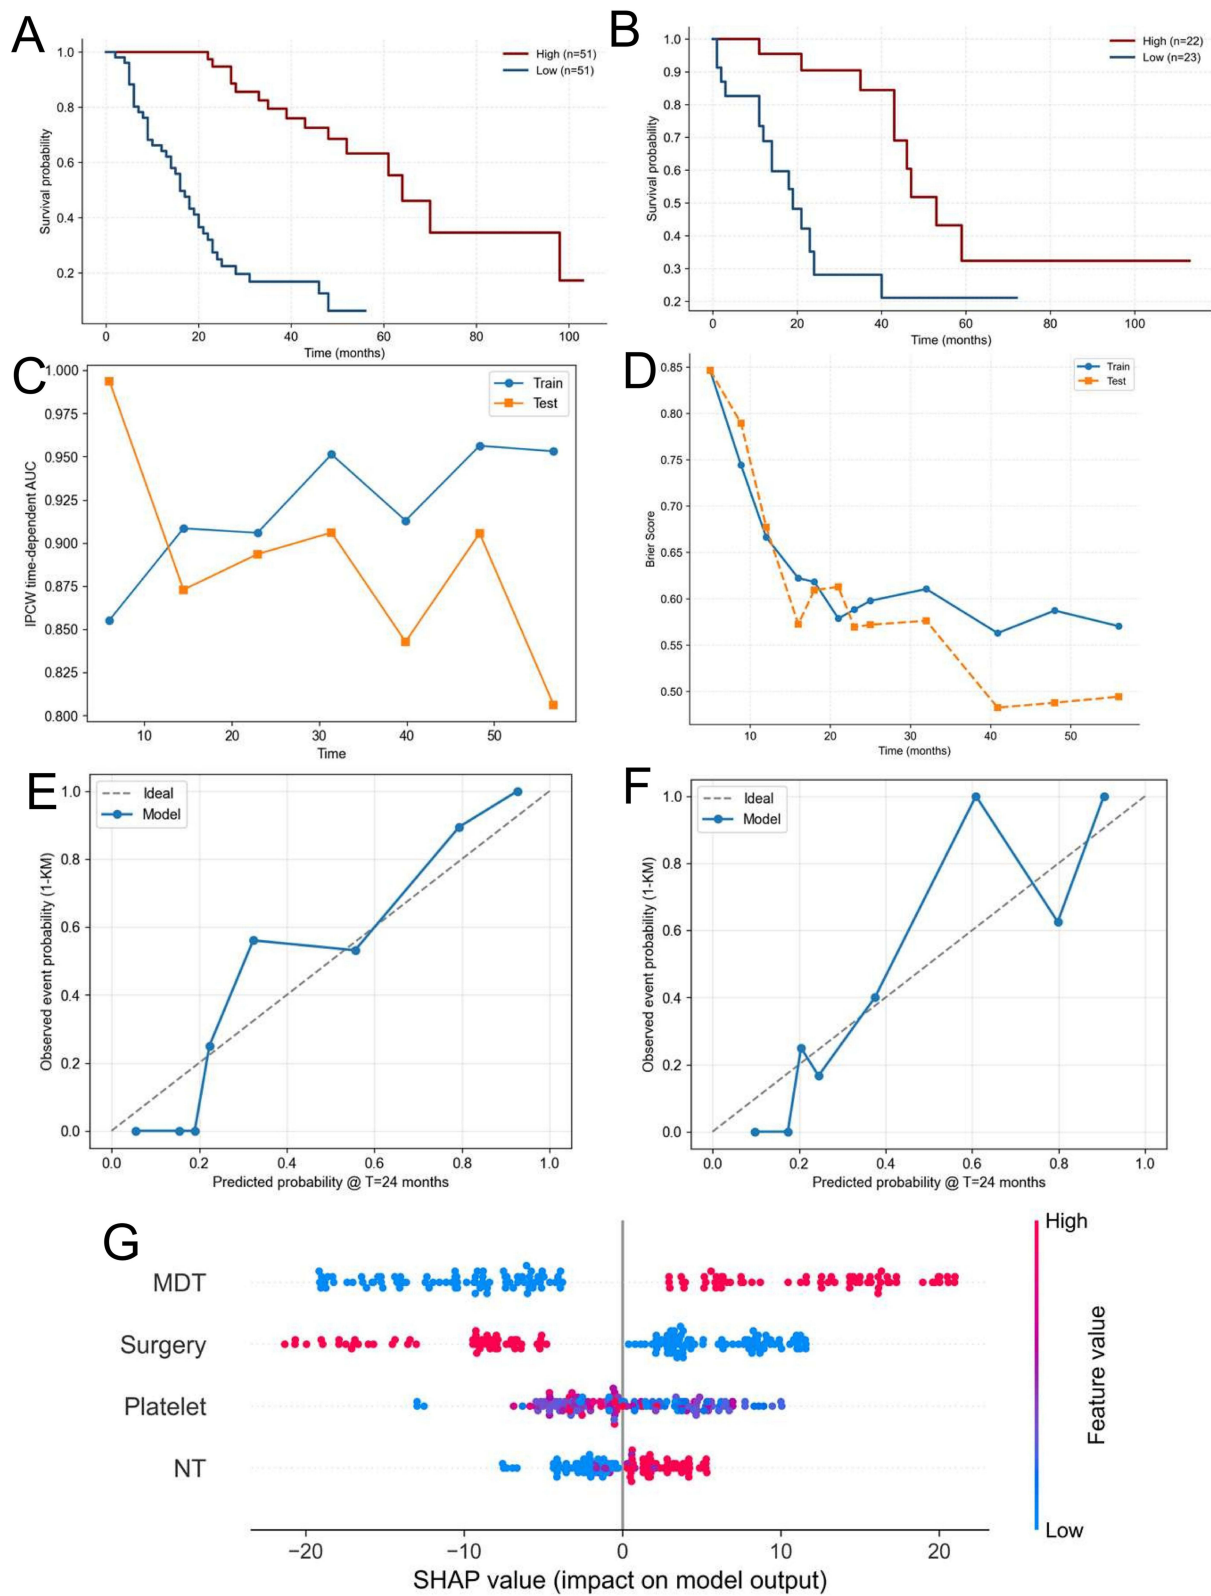 A
High (n=51)
Low (n=51)
Survival probability
1.0
0.8
0.6
0.4
0.2
0 20 40 60 80 100
Time (months)
B
High (n=22)
Low (n=23)
Survival probability
1.0
0.9
0.8
0.7
0.6
0.5
0.4
0.3
0.2
0 20 40 60 80 100
Time (months)
C
Train
Test
IPCW time-dependent AUC
1.000
0.975
0.950
0.925
0.900
0.875
0.850
0.825
0.800
10 20 30 40 50
Time
D
Train
Test
Brier Score
0.85
0.80
0.75
0.70
0.65
0.60
0.55
0.50
10 20 30 40 50
Time (months)
E
Ideal
Model
Observed event probability (1-KM)
1.0
0.8
0.6
0.4
0.2
0.0
0.0 0.2 0.4 0.6 0.8 1.0
Predicted probability @ T=24 months
F
Ideal
Model
Observed event probability (1-KM)
1.0
0.8
0.6
0.4
0.2
0.0
0.0 0.2 0.4 0.6 0.8 1.0
Predicted probability @ T=24 months
G
MDT
Surgery
Platelet
NT
−20 −10 0 10 20
SHAP value (impact on model output)
High
Feature value
Low